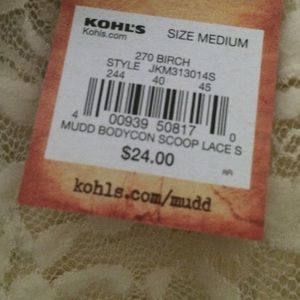 KOHL'S
Kohls.com
SIZE MEDIUM
270 BIRCH
STYLE JKM313014S
244 40 45
4 00939 50817 0
MUDD BODYCON SCOOP LACE S
$24.00
RR
kohls.com/mudd